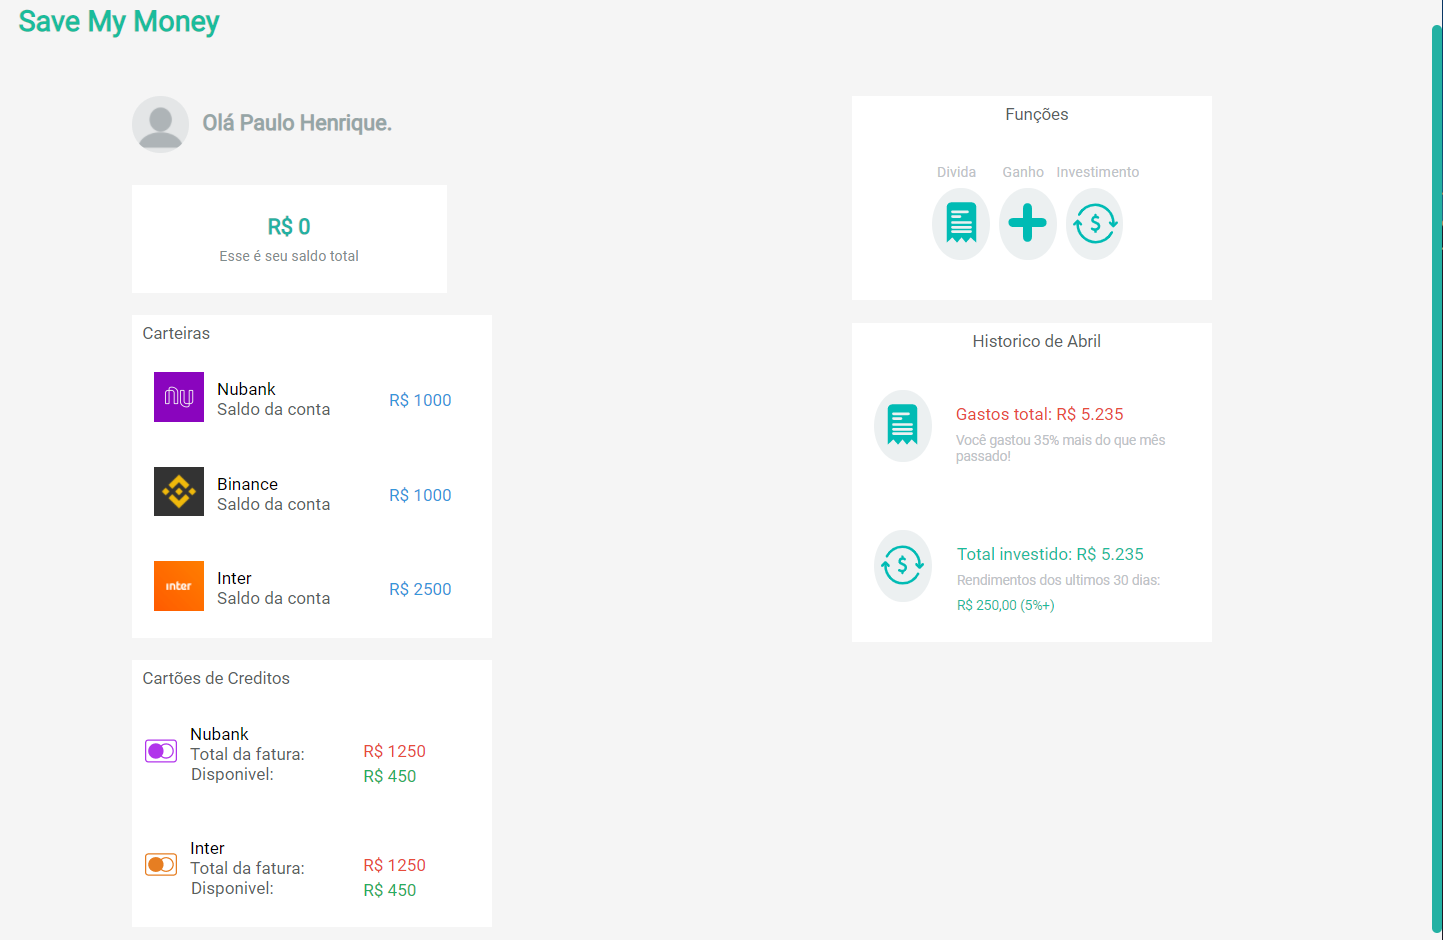 Save My Money
Olá Paulo Henrique.
R$ 0
Esse é seu saldo total
Carteiras
nu
Nubank
Saldo da conta
R$ 1000
Binance
Saldo da conta
R$ 1000
inter
Inter
Saldo da conta
R$ 2500
Cartões de Creditos
Nubank
Total da fatura:
R$ 1250
Disponivel:
R$ 450
Inter
Total da fatura:
R$ 1250
Disponivel:
R$ 450
Funções
Divida
Ganho
Investimento
$
Historico de Abril
Gastos total: R$ 5.235
Você gastou 35% mais do que mês
passado!
$
Total investido: R$ 5.235
Rendimentos dos ultimos 30 dias:
R$ 250,00 (5%+)